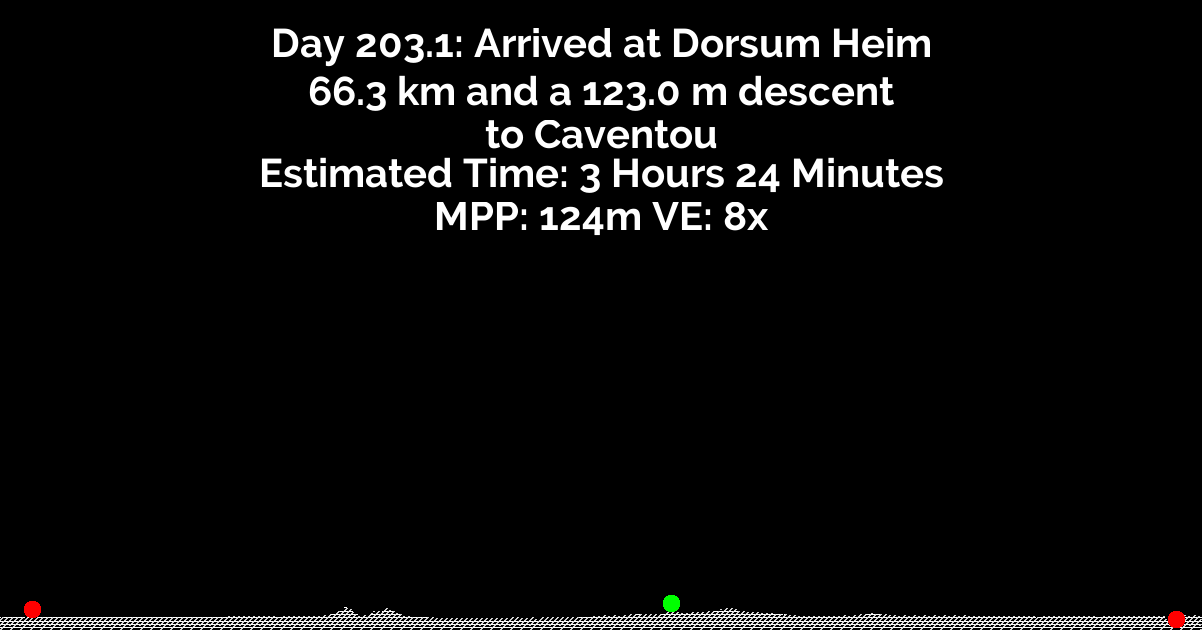 Day 203.1: Arrived at Dorsum Heim
66.3 km and a 123.0 m descent
to Caventou
Estimated Time: 3 Hours 24 Minutes
MPP: 124m VE: 8x